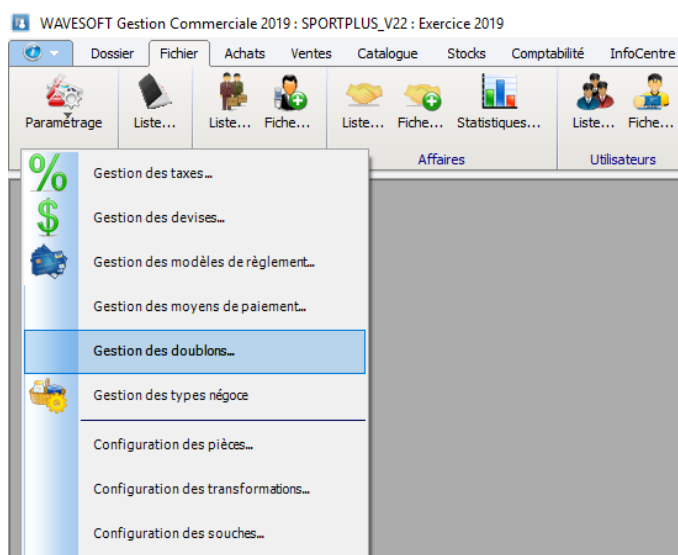 WAVESOFT Gestion Commerciale 2019 : SPORTPLUS_V22 : Exercice 2019
Dossier Fichier Achats Ventes Catalogue Stocks Comptabilité InfoCentre
Paramétrage Liste... Liste... Fiche... Liste... Fiche... Statistiques... Liste... Fiche...
Affaires Utilisateurs
Gestion des taxes...
Gestion des devises...
Gestion des modèles de règlement...
Gestion des moyens de paiement...
Gestion des doublons...
Gestion des types négoce
Configuration des pièces...
Configuration des transformations...
Configuration des souches...